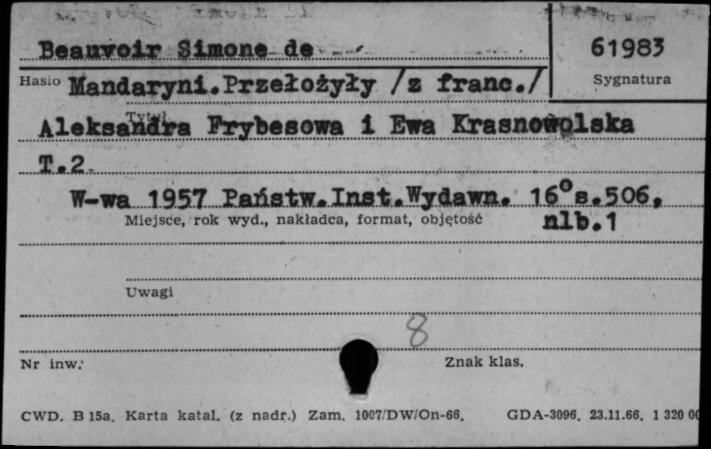 Beauvoir Simone de
61983
Hasło Mandaryni.Przełożyły /z franc./
Sygnatura
Tytuł
Aleksandra Frybesowa i Ewa Krasnowolska
T.2
W-wa 1957 Państw.Inst.Wydawn. 16° s.506,
Miejsce, rok wyd., nakładca, format, objętość nlb.1
Uwagi
8
Nr inw.
Znak klas.
CWD. B 15a. Karta katal. (z nadr.) Zam. 1007/DW/On-66. GDA-3096. 23.11.66. 1 320 00